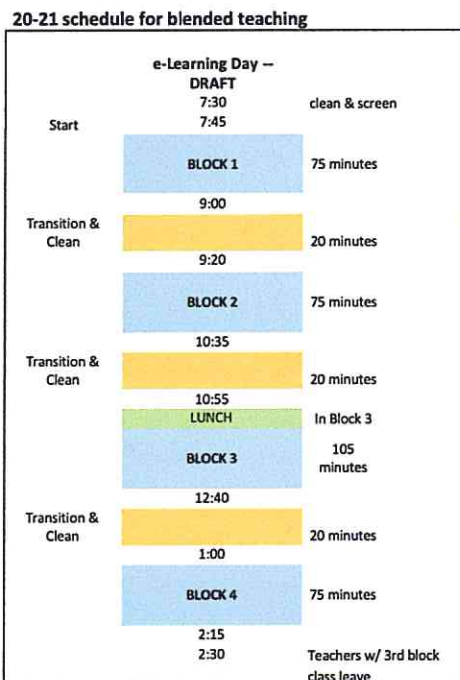 20-21 schedule for blended teaching
e-Learning Day –
DRAFT
7:30 clean & screen
Start 7:45
BLOCK 1 75 minutes
9:00
Transition &
Clean
20 minutes
9:20
BLOCK 2 75 minutes
10:35
Transition &
Clean
20 minutes
10:55
LUNCH In Block 3
BLOCK 3 105
minutes
12:40
Transition &
Clean
20 minutes
1:00
BLOCK 4 75 minutes
2:15
2:30 Teachers w/ 3rd block
class leave